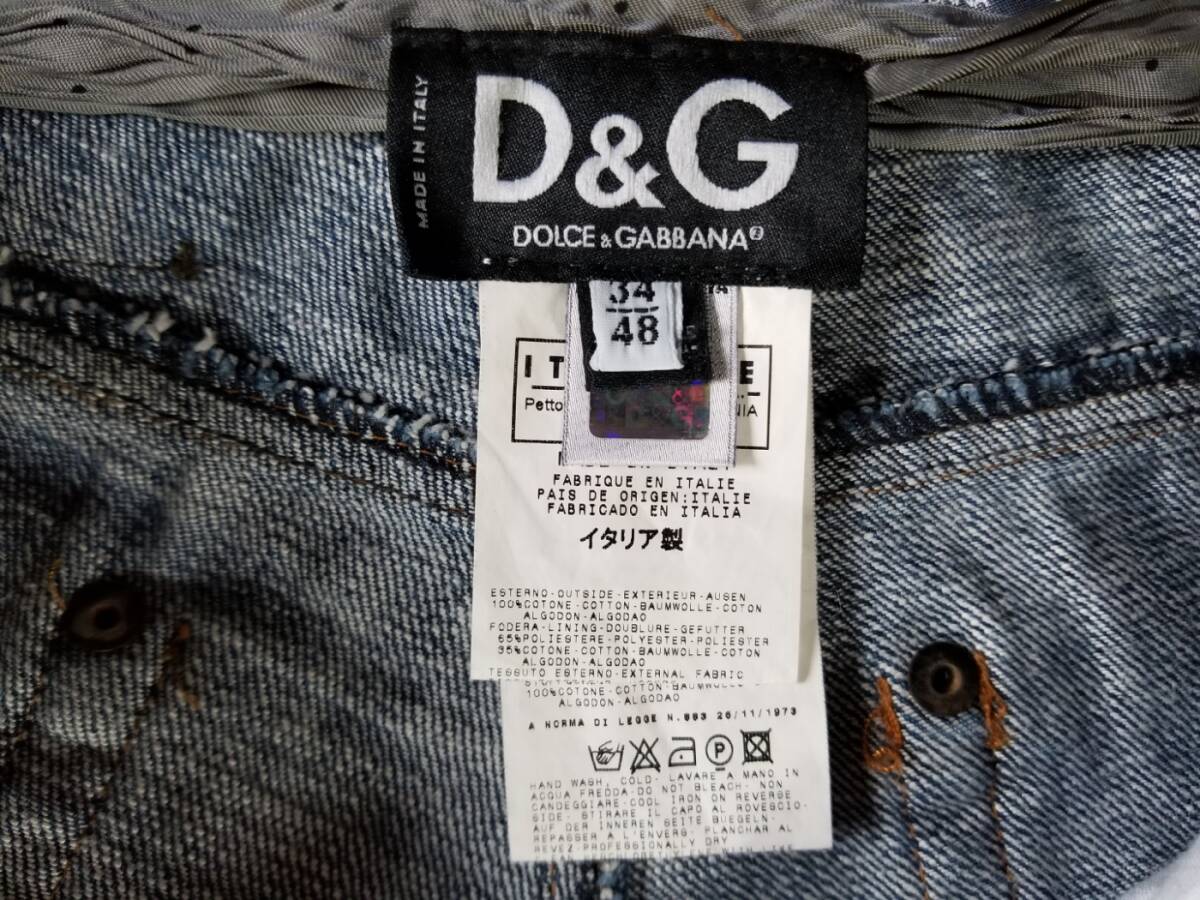 MADE IN ITALY
D&G
DOLCE & GABBANA
34
48
Petto
FABRIQUE EN ITALIE
PAIS DE ORIGEN:ITALIE
FABRICADO EN ITALIA
イタリア製
ESTERNO-OUTSIDE-EXTERIEUR-AUSEN
100%COTONE-COTTON-BAUMWOLLE-COTON
ALGODON-ALGODAO
FODERA-LINING-DOUBLURE-GEFUTTER
65%POLIESTERE-POLYESTER-POLIESTER
35%COTONE-COTTON-BAUMWOLLE-COTON
ALGODON-ALGODAO
TESSUTO ESTERNO-EXTERNAL FABRIC
100%COTONE-COTTON-BAUMWOLLE-COTON
ALGODON-ALGODAO
A NORMA DI LEGGE N.883 26/11/1973
P
HAND WASH, COLD- LAVARE A MANO IN
ACQUA FREDDA-DO NOT BLEACH- NON
CANDEGGIARE-COOL IRON ON REVERSE
SIDE- STIRARE IL CAPO AL ROVESCIO-
AUF DER INNEREN SEITE BUEGELN-
REPASSER A L'ENVERS- PLANCHAR AL
REVEZ-PROFESSIONALLY DRY